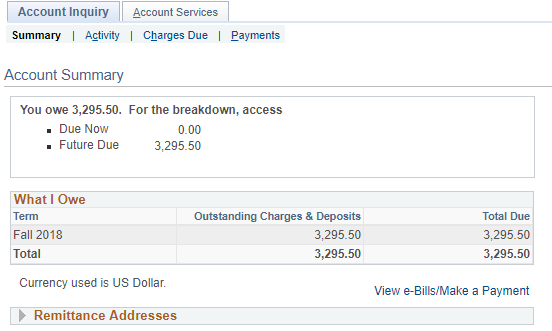 Account Inquiry Account Services
Summary | Activity | Charges Due | Payments
Account Summary
You owe 3,295.50. For the breakdown, access
Due Now 0.00
Future Due 3,295.50
What I Owe
Term Outstanding Charges & Deposits Total Due
Fall 2018 3,295.50 3,295.50
Total 3,295.50 3,295.50
Currency used is US Dollar.
View e-Bills/Make a Payment
Remittance Addresses